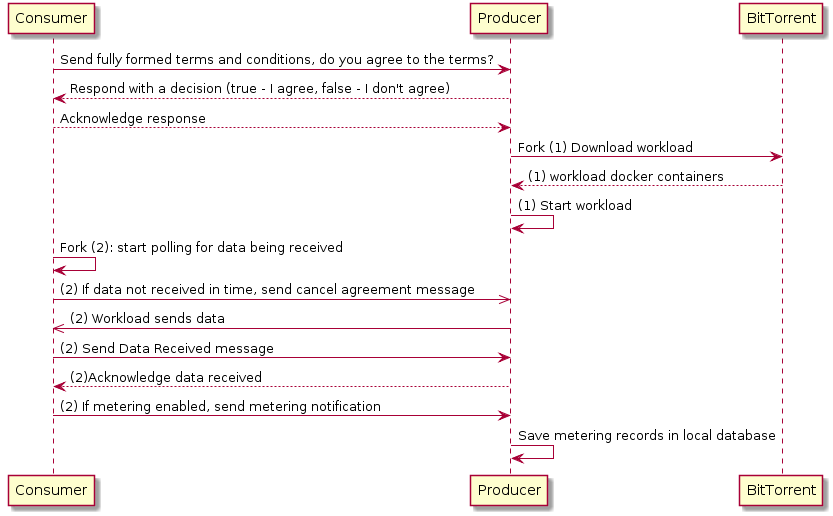 Consumer
Producer
BitTorrent
Send fully formed terms and conditions, do you agree to the terms?
Respond with a decision (true - I agree, false - I don't agree)
Acknowledge response
Fork (1) Download workload
(1) workload docker containers
(1) Start workload
Fork (2): start polling for data being received
(2) If data not received in time, send cancel agreement message
(2) Workload sends data
(2) Send Data Received message
(2)Acknowledge data received
(2) If metering enabled, send metering notification
Save metering records in local database
Consumer
Producer
BitTorrent